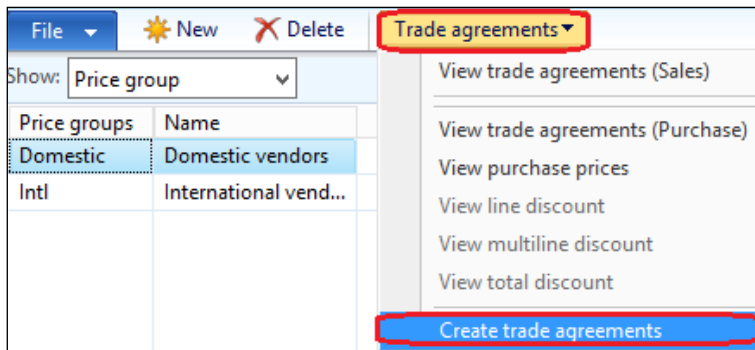 File New Delete Trade agreements
Show: Price group
Price groups Name
Domestic Domestic vendors
Intl International vend...
View trade agreements (Sales)
View trade agreements (Purchase)
View purchase prices
View line discount
View multiline discount
View total discount
Create trade agreements